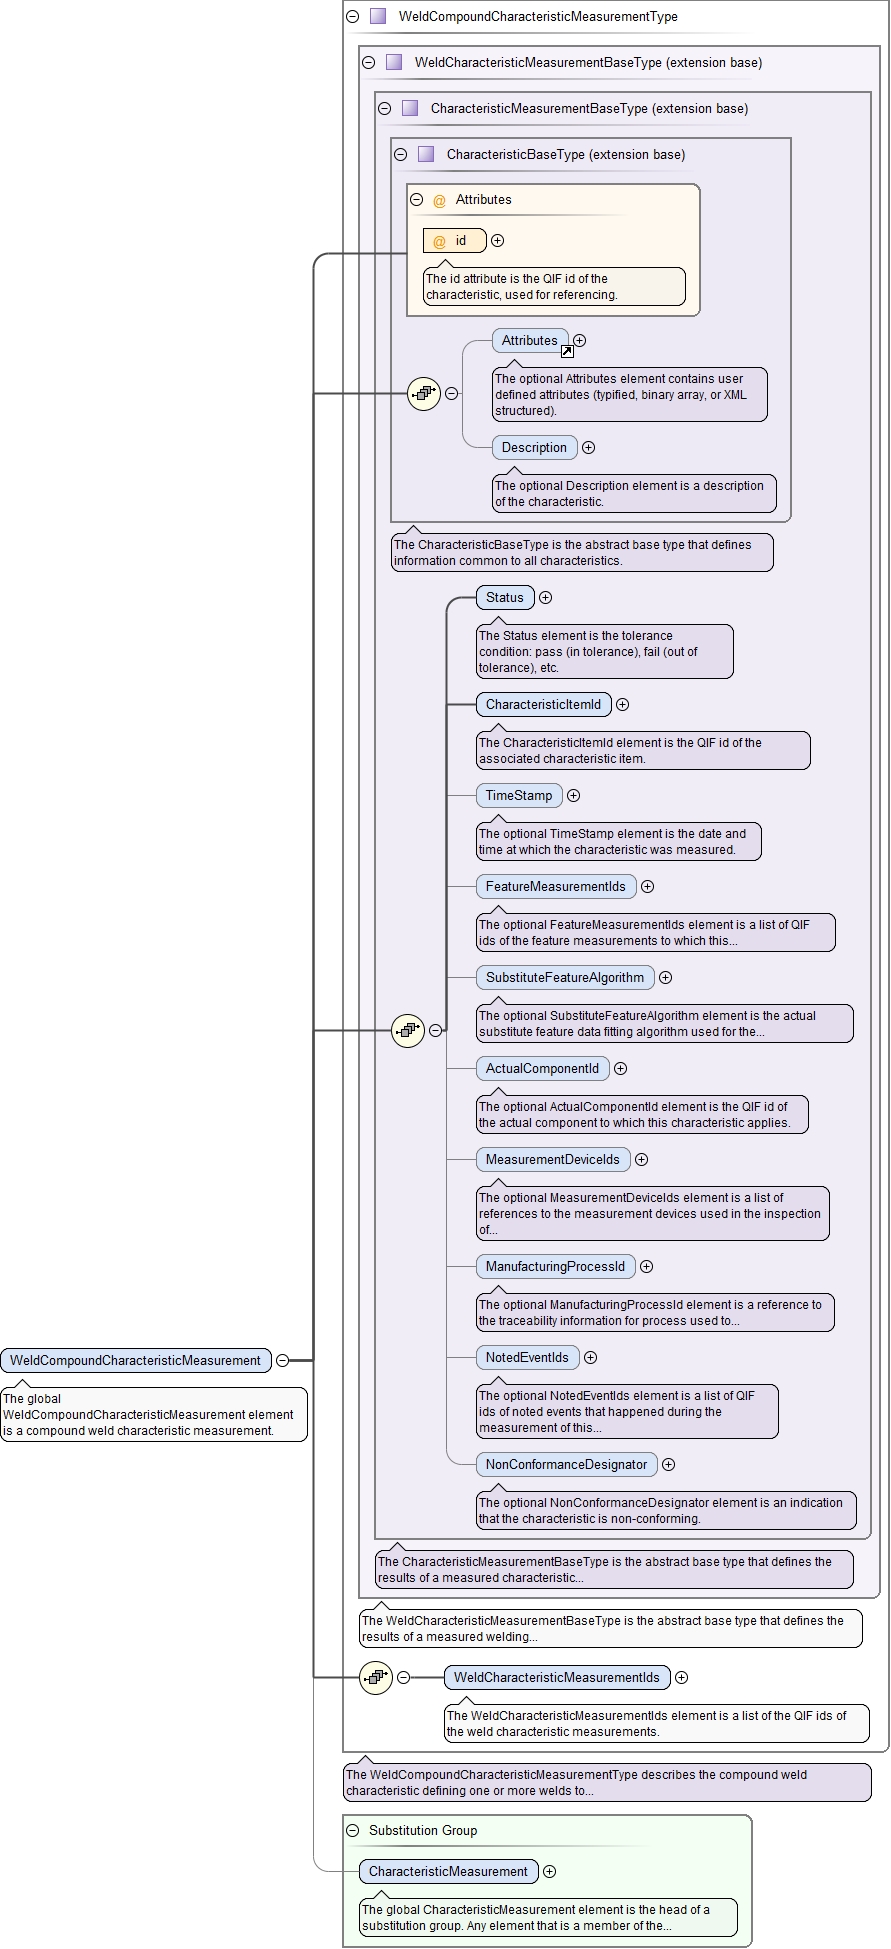 WeldCompoundCharacteristicMeasurementType
WeldCharacteristicMeasurementBaseType (extension base)
CharacteristicMeasurementBaseType (extension base)
CharacteristicBaseType (extension base)
@ Attributes
@ id
The id attribute is the QIF id of the
characteristic, used for referencing.
Attributes
The optional Attributes element contains user
defined attributes (typified, binary array, or XML
structured).
Description
The optional Description element is a description
of the characteristic.
The CharacteristicBaseType is the abstract base type that defines
information common to all characteristics.
Status
The Status element is the tolerance
condition: pass (in tolerance), fail (out of
tolerance), etc.
CharacteristicItemId
The CharacteristicItemId element is the QIF id of the
associated characteristic item.
TimeStamp
The optional TimeStamp element is the date and
time at which the characteristic was measured.
FeatureMeasurementIds
The optional FeatureMeasurementIds element is a list of QIF
ids of the feature measurements to which this...
SubstituteFeatureAlgorithm
The optional SubstituteFeatureAlgorithm element is the actual
substitute feature data fitting algorithm used for the...
ActualComponentId
The optional ActualComponentId element is the QIF id of
the actual component to which this characteristic applies.
MeasurementDeviceIds
The optional MeasurementDeviceIds element is a list of
references to the measurement devices used in the inspection
of...
ManufacturingProcessId
The optional ManufacturingProcessId element is a reference to
the traceability information for process used to...
NotedEventIds
The optional NotedEventIds element is a list of QIF
ids of noted events that happened during the
measurement of this...
NonConformanceDesignator
The optional NonConformanceDesignator element is an indication
that the characteristic is non-conforming.
The CharacteristicMeasurementBaseType is the abstract base type that defines the
results of a measured characteristic...
The WeldCharacteristicMeasurementBaseType is the abstract base type that defines the
results of a measured welding...
WeldCompoundCharacteristicMeasurement
The global
WeldCompoundCharacteristicMeasurement element
is a compound weld characteristic measurement.
WeldCharacteristicMeasurementIds
The WeldCharacteristicMeasurementIds element is a list of the QIF ids of
the weld characteristic measurements.
The WeldCompoundCharacteristicMeasurementType describes the compound weld
characteristic defining one or more welds to...
Substitution Group
CharacteristicMeasurement
The global CharacteristicMeasurement element is the head of a
substitution group. Any element that is a member of the...